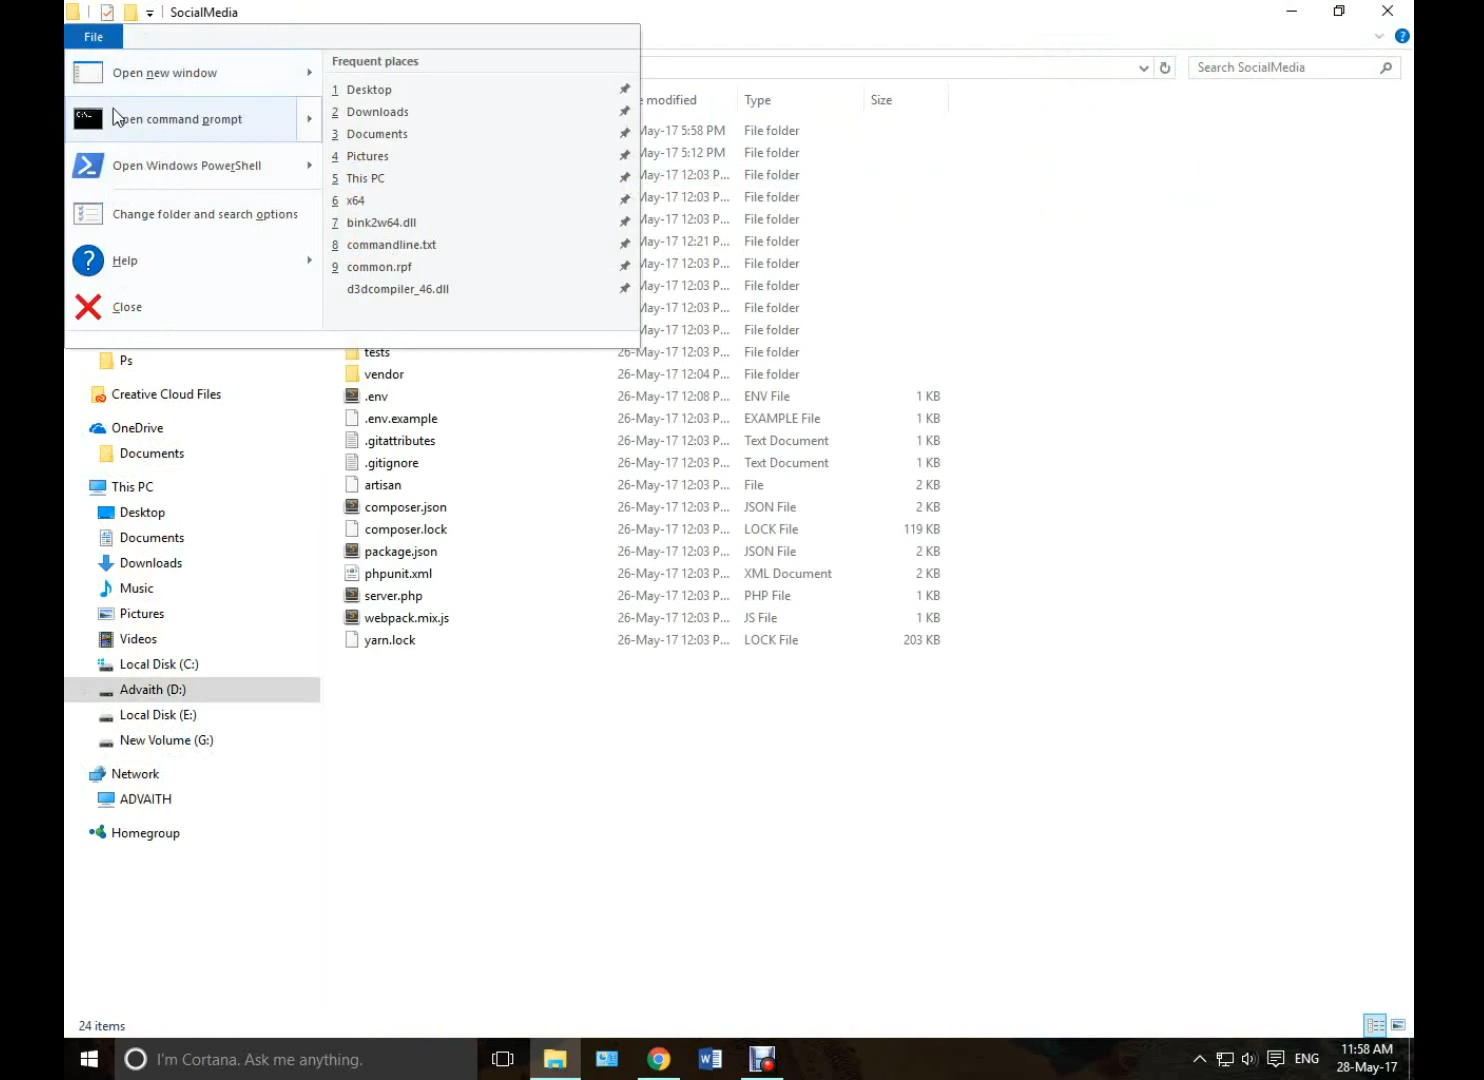 SocialMedia
File
Search SocialMedia
Open new window
Open command prompt
Open Windows PowerShell
Change folder and search options
Help
Close
Frequent places
1 Desktop
2 Downloads
3 Documents
4 Pictures
5 This PC
6 x64
7 bink2w64.dll
8 commandline.txt
9 common.rpf
d3dcompiler_46.dll
modified Type Size
May-17 5:58 PM File folder
May-17 5:12 PM File folder
May-17 12:03 P... File folder
May-17 12:03 P... File folder
May-17 12:03 P... File folder
May-17 12:21 P... File folder
May-17 12:03 P... File folder
May-17 12:03 P... File folder
May-17 12:03 P... File folder
May-17 12:03 P... File folder
tests 26-May-17 12:03 P... File folder
vendor 26-May-17 12:04 P... File folder
.env 26-May-17 12:08 P... ENV File 1 KB
.env.example 26-May-17 12:03 P... EXAMPLE File 1 KB
.gitattributes 26-May-17 12:03 P... Text Document 1 KB
.gitignore 26-May-17 12:03 P... Text Document 1 KB
artisan 26-May-17 12:03 P... File 2 KB
composer.json 26-May-17 12:03 P... JSON File 2 KB
composer.lock 26-May-17 12:03 P... LOCK File 119 KB
package.json 26-May-17 12:03 P... JSON File 2 KB
phpunit.xml 26-May-17 12:03 P... XML Document 2 KB
server.php 26-May-17 12:03 P... PHP File 1 KB
webpack.mix.js 26-May-17 12:03 P... JS File 1 KB
yarn.lock 26-May-17 12:03 P... LOCK File 203 KB
Ps
Creative Cloud Files
OneDrive
Documents
This PC
Desktop
Documents
Downloads
Music
Pictures
Videos
Local Disk (C:)
Advaith (D:)
Local Disk (E:)
New Volume (G:)
Network
ADVAITH
Homegroup
24 items
I'm Cortana. Ask me anything.
ENG
11:58 AM
28-May-17